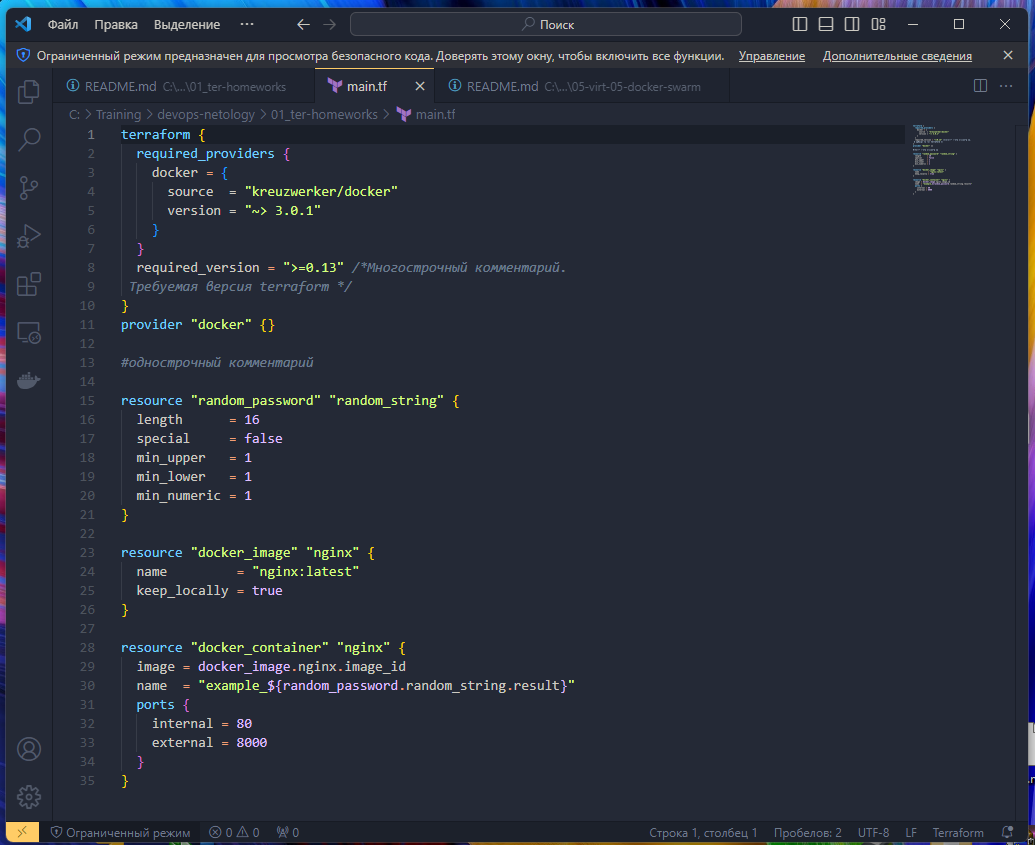 Файл Правка Выделение ··· Поиск
Ограниченный режим предназначен для просмотра безопасного кода. Доверять этому окну, чтобы включить все функции. Управление Дополнительные сведения
README.md C:\...\01_ter-homeworks main.tf README.md C:\...\05-virt-05-docker-swarm
C: > Training > devops-netology > 01_ter-homeworks > main.tf
1 terraform {
2 required_providers {
3 docker = {
4 source  = "kreuzwerker/docker"
5 version = "~> 3.0.1"
6 }
7 }
8 required_version = ">=0.13" /*Многострочный комментарий.
9 Требуемая версия terraform */
10 }
11 provider "docker" {}
12
13 #однострочный комментарий
14
15 resource "random_password" "random_string" {
16 length      = 16
17 special     = false
18 min_upper   = 1
19 min_lower   = 1
20 min_numeric = 1
21 }
22
23 resource "docker_image" "nginx" {
24 name         = "nginx:latest"
25 keep_locally = true
26 }
27
28 resource "docker_container" "nginx" {
29 image = docker_image.nginx.image_id
30 name  = "example_${random_password.random_string.result}"
31 ports {
32 internal = 80
33 external = 8000
34 }
35 }
Ограниченный режим 0 0 0 Строка 1, столбец 1 Пробелов: 2 UTF-8 LF Terraform